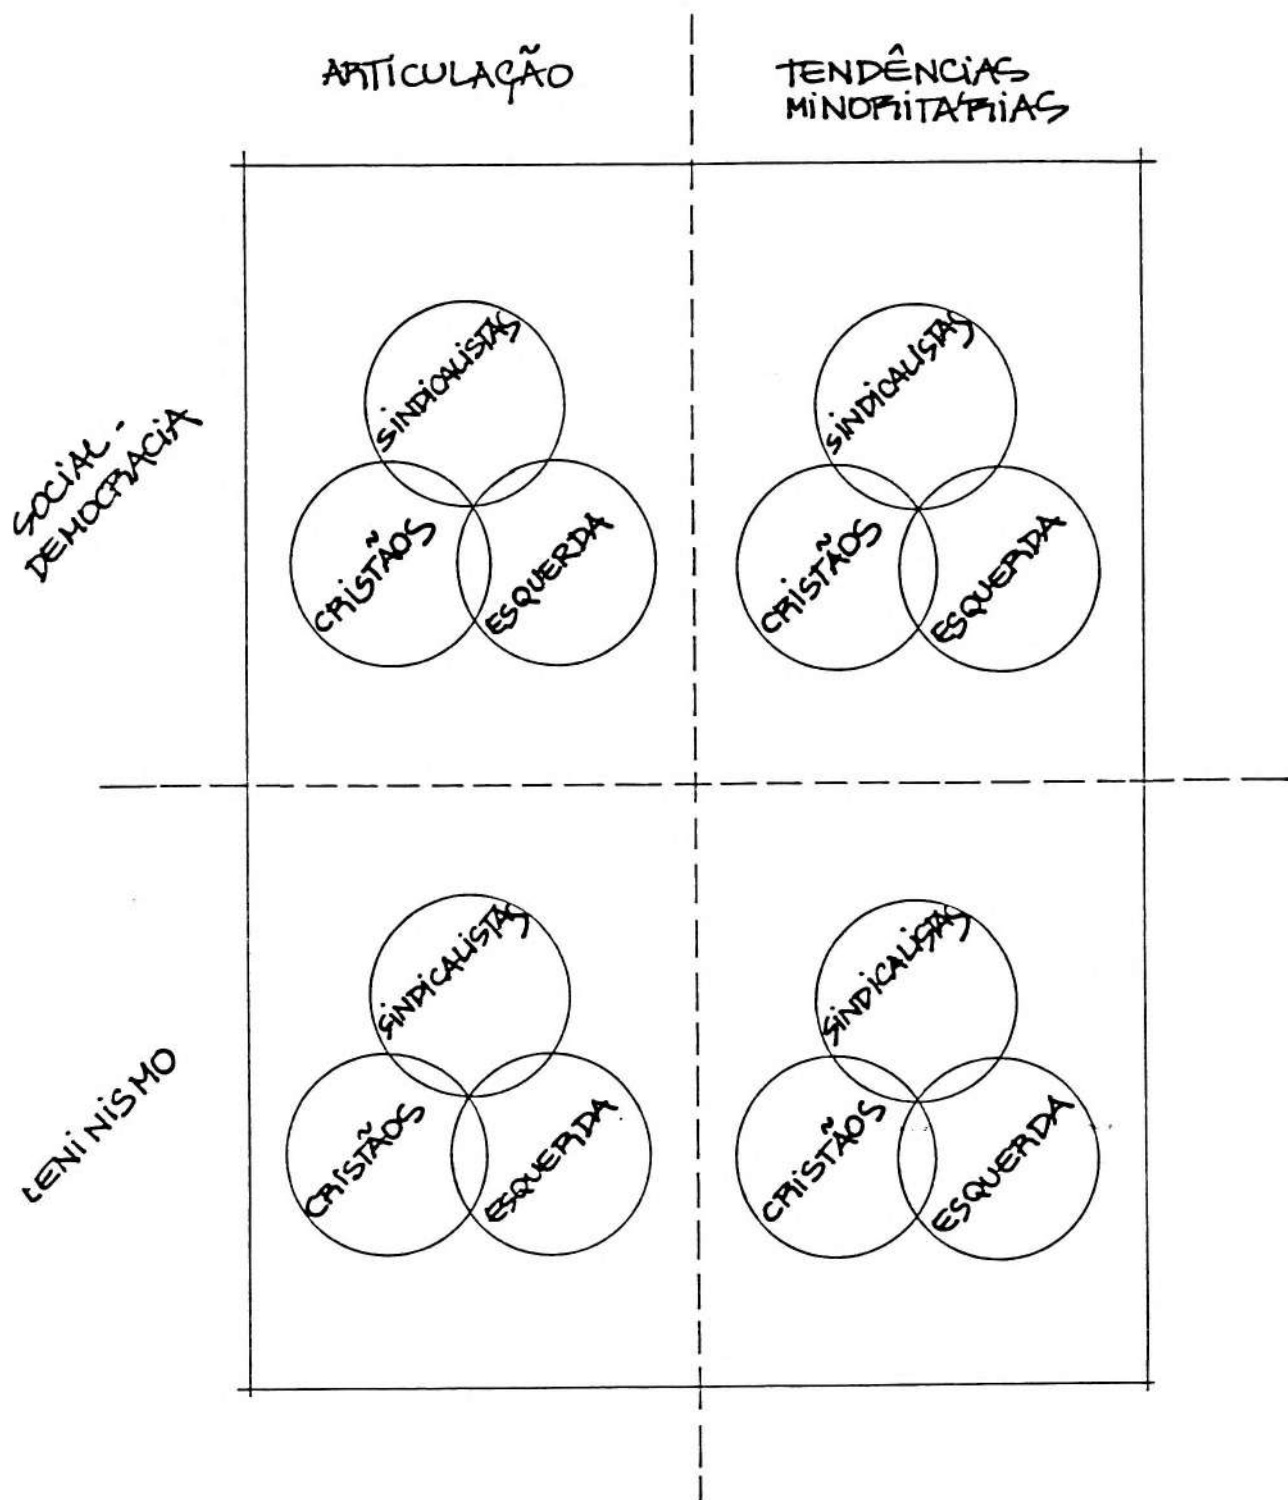 ARTICULAÇÃO
TENDÊNCIAS
MINORITÁRIAS
SOCIAL-
DEMOCRACIA
SINDICALISTAS
CRISTÃOS
ESQUERDA
SINDICALISTAS
CRISTÃOS
ESQUERDA
LENINISMO
SINDICALISTAS
CRISTÃOS
ESQUERDA
SINDICALISTAS
CRISTÃOS
ESQUERDA